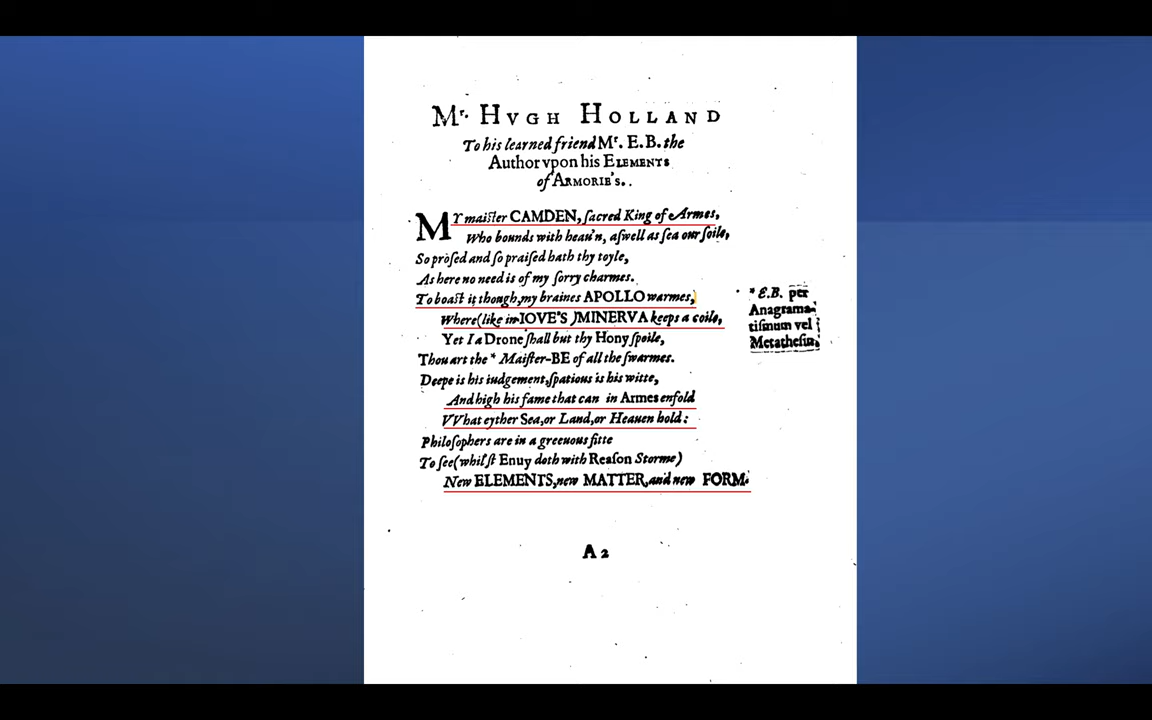 Mr. HVGH HOLLAND
To his learned friend Mr. E.B. the
Author vpon his ELEMENTS
of ARMORIE'S..
MY maister CAMDEN, sacred King of Armes,
Who bounds with heau'n, aswell as sea our soile,
So prosed and so praised hath thy toyle,
As here no need is of my sorry charmes.
To boast it though, my braines APOLLO warmes,
Where (like in IOVE'S) MINERVA keeps a coile,
Yet I a Drone shall but thy Hony spoile,
Thou art the * Maister-BE of all the swarmes.
Deepe is his iudgement, spatious is his witte,
And high his fame that can in Armes enfold
VVhat eyther Sea, or Land, or Heauen hold:
Philosophers are in a greeuous fitte
To see (whilst Enuy doth with Reason Storme)
New ELEMENTS, new MATTER, and new FORM.
* E.B. per
Anagrama-
tismum vel
Metathesin,
A 2